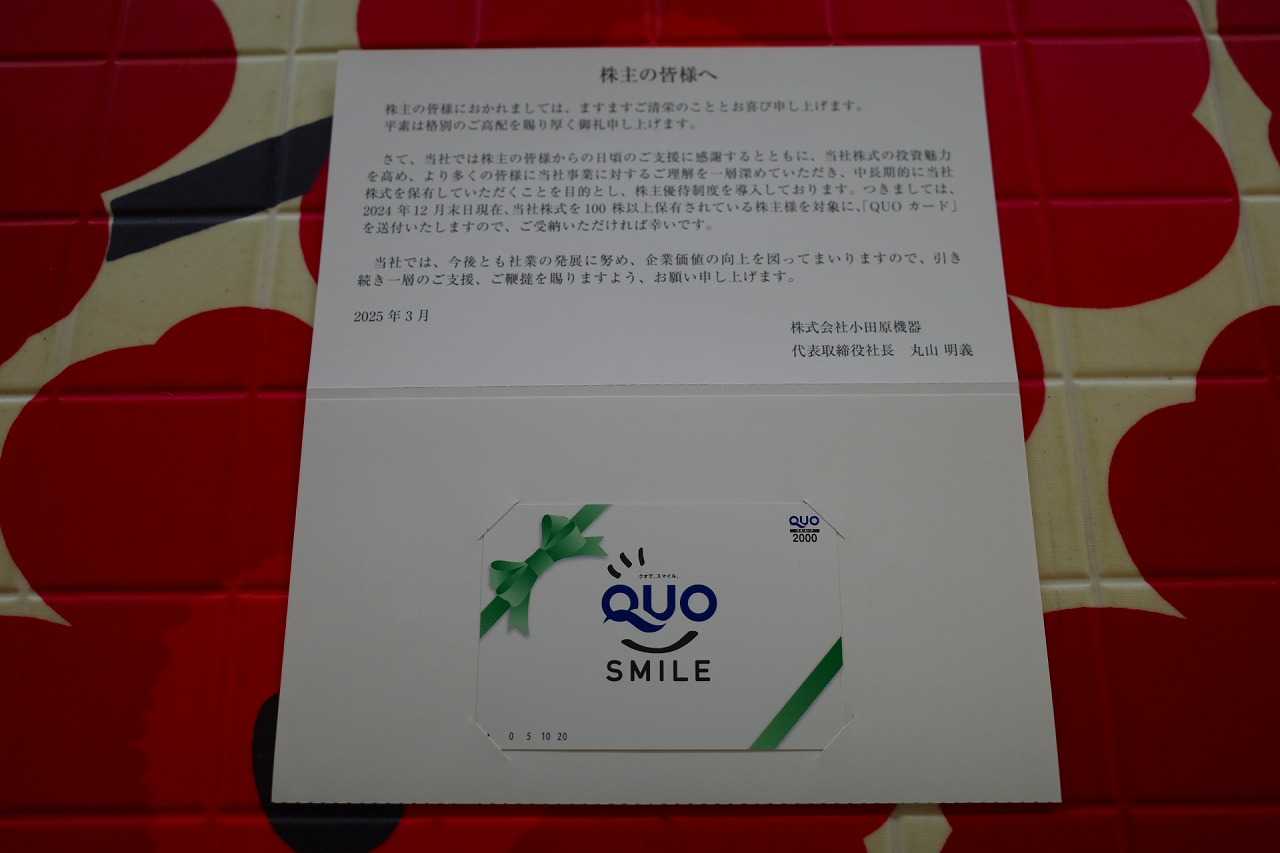 株主の皆様へ
株主の皆様におかれましては、ますますご清栄のこととお喜び申し上げます。
平素は格別のご高配を賜り厚く御礼申し上げます。
さて、当社では株主の皆様からの日頃のご支援に感謝するとともに、当社株式の投資魅力
を高め、より多くの皆様に当社事業に対するご理解を一層深めていただき、中長期的に当社
株式を保有していただくことを目的とし、株主優待制度を導入しております。つきましては、
2024 年 12 月末日現在、当社株式を 100 株以上保有されている株主様を対象に、「QUO カード」
を送付いたしますので、ご受納いただければ幸いです。
当社では、今後とも社業の発展に努め、企業価値の向上を図ってまいりますので、引き
続き一層のご支援、ご鞭撻を賜りますよう、お願い申し上げます。
2025 年 3 月
株式会社小田原機器
代表取締役社長 丸山 明義
QUO
2000
クオで、スマイル。
QUO
SMILE
0 5 10 20